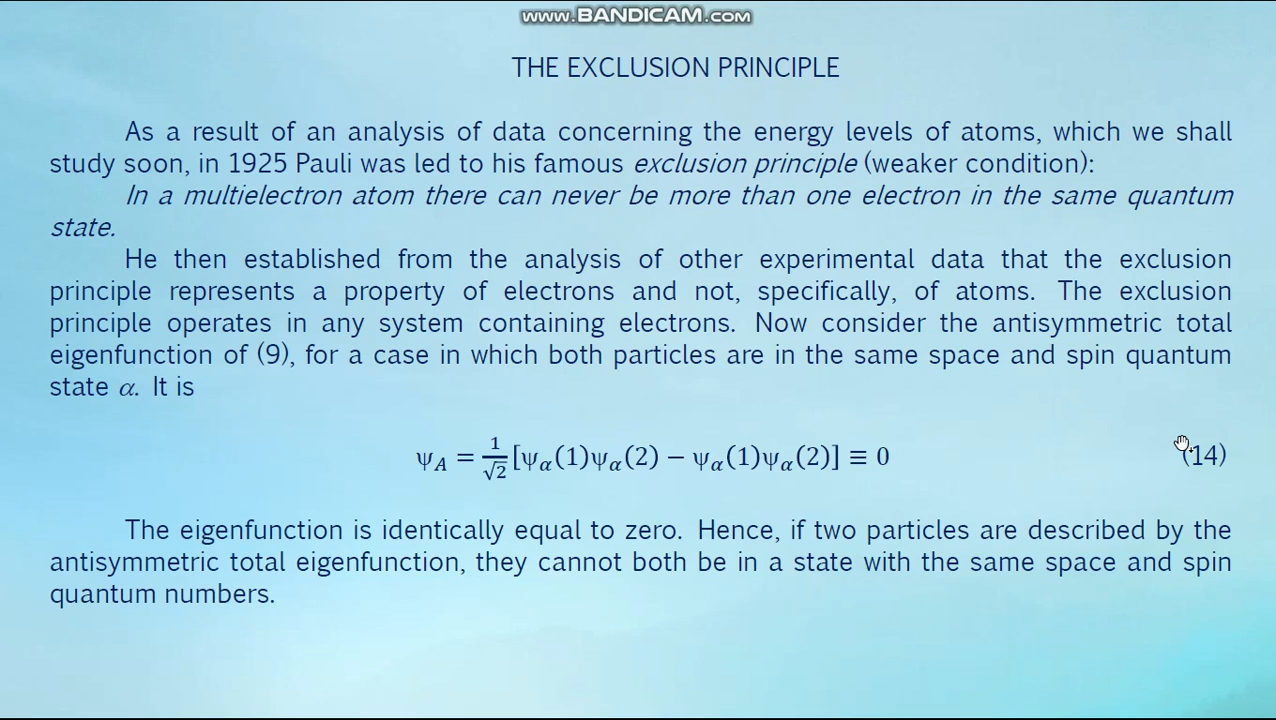 www.BANDICAM.com
THE EXCLUSION PRINCIPLE
As a result of an analysis of data concerning the energy levels of atoms, which we shall
study soon, in 1925 Pauli was led to his famous exclusion principle (weaker condition):
In a multielectron atom there can never be more than one electron in the same quantum
state.
He then established from the analysis of other experimental data that the exclusion
principle represents a property of electrons and not, specifically, of atoms. The exclusion
principle operates in any system containing electrons. Now consider the antisymmetric total
eigenfunction of (9), for a case in which both particles are in the same space and spin quantum
state α. It is
ψ_A = 1/√2 [ψ_α(1)ψ_α(2) − ψ_α(1)ψ_α(2)] ≡ 0 (14)
The eigenfunction is identically equal to zero. Hence, if two particles are described by the
antisymmetric total eigenfunction, they cannot both be in a state with the same space and spin
quantum numbers.